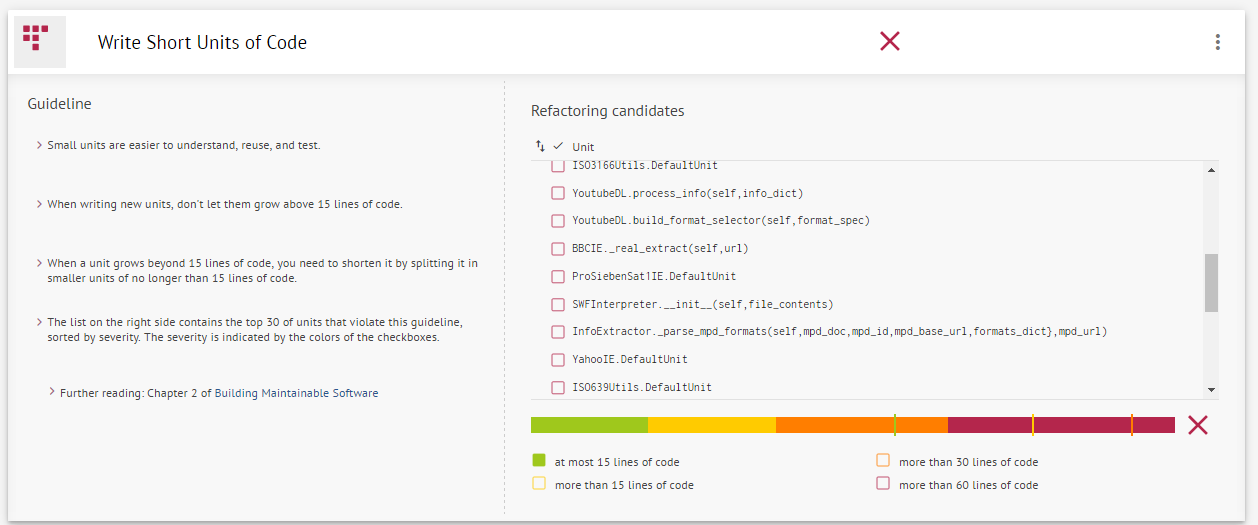 Write Short Units of Code
Guideline
Small units are easier to understand, reuse, and test.
When writing new units, don't let them grow above 15 lines of code.
When a unit grows beyond 15 lines of code, you need to shorten it by splitting it in
smaller units of no longer than 15 lines of code.
The list on the right side contains the top 30 of units that violate this guideline,
sorted by severity. The severity is indicated by the colors of the checkboxes.
Further reading: Chapter 2 of Building Maintainable Software
Refactoring candidates
Unit
ISO3166Utils.DefaultUnit
YoutubeDL.process_info(self,info_dict)
YoutubeDL.build_format_selector(self,format_spec)
BBCIE._real_extract(self,url)
ProSiebenSat1IE.DefaultUnit
SWFInterpreter.__init__(self,file_contents)
InfoExtractor._parse_mpd_formats(self,mpd_doc,mpd_id,mpd_base_url,formats_dict},mpd_url)
YahooIE.DefaultUnit
ISO639Utils.DefaultUnit
at most 15 lines of code
more than 15 lines of code
more than 30 lines of code
more than 60 lines of code